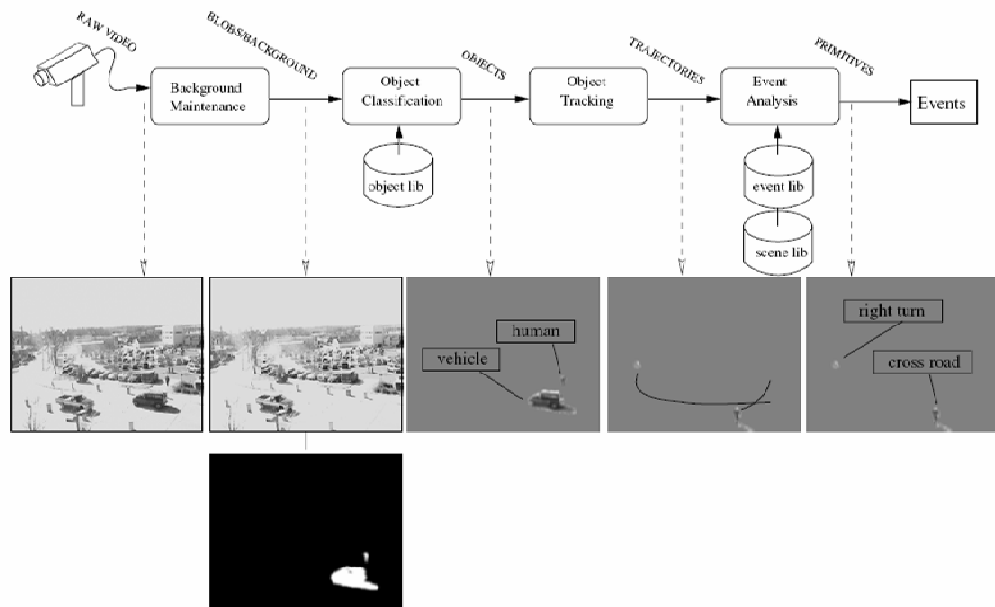 RAW VIDEO
BLOBS/BACKGROUND
OBJECTS
TRAJECTORIES
PRIMITIVES
Background
Maintenance
Object
Classification
Object
Tracking
Event
Analysis
Events
object lib
event lib
scene lib
human
vehicle
right turn
cross road